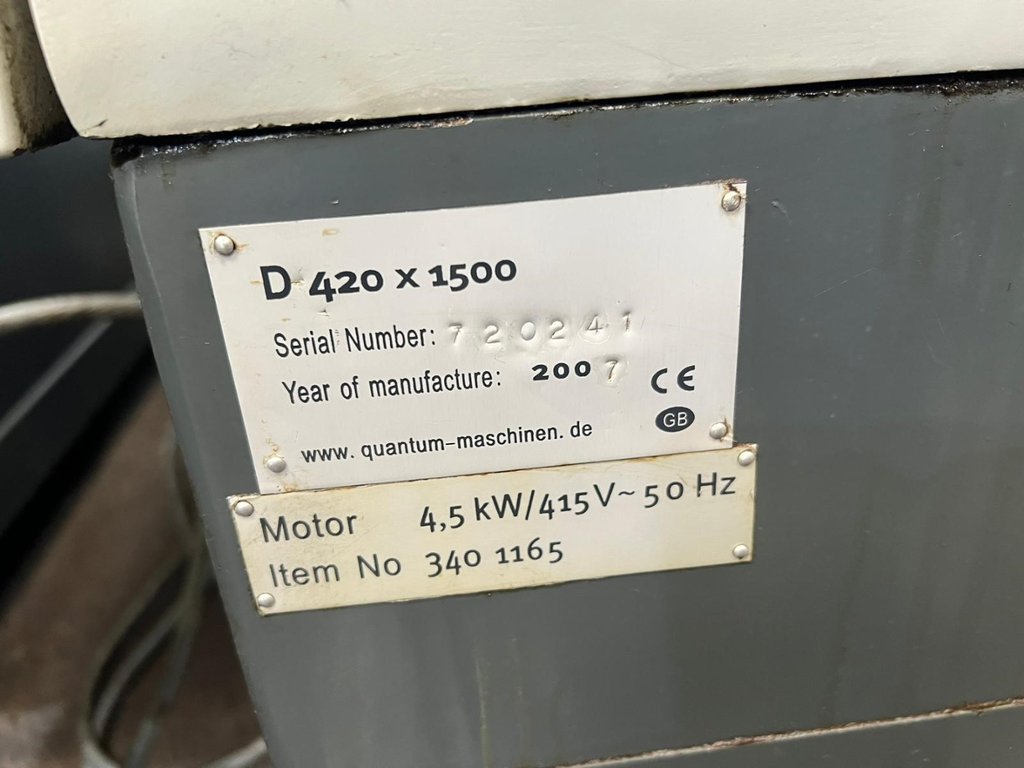 D 420 x 1500
Serial Number: 720241
Year of manufacture: 2007 CE
GB
www.quantum-maschinen.de
Motor 4,5 kW/415V~50 Hz
Item No 340 1165